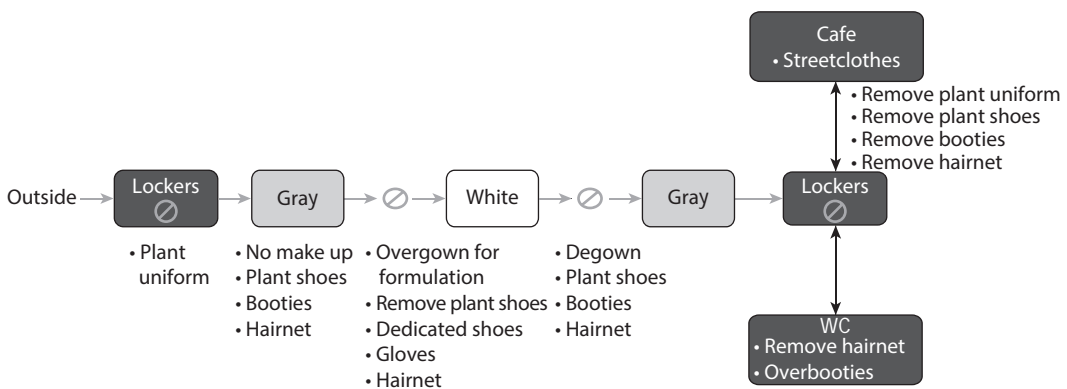 Cafe
• Streetclothes
• Remove plant uniform
• Remove plant shoes
• Remove booties
• Remove hairnet
Outside
Lockers
Gray
White
Gray
Lockers
• Plant
uniform
• No make up
• Plant shoes
• Booties
• Hairnet
• Overgown for
formulation
• Remove plant shoes
• Dedicated shoes
• Gloves
• Hairnet
• Degown
• Plant shoes
• Booties
• Hairnet
WC
• Remove hairnet
• Overbooties